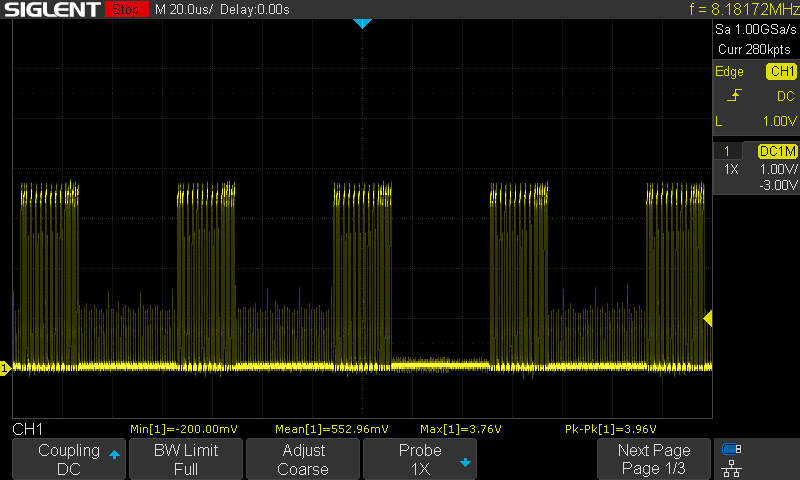 SIGLENT Stop M 20.0us/ Delay:0.00s f = 8.18172MHz
Sa 1.00GSa/s
Curr 280kpts
Edge CH1
DC
L 1.00V
1 DC1M
1X 1.00V/
-3.00V
1
CH1 Min[1]=-200.00mV Mean[1]=552.96mV Max[1]=3.76V Pk-Pk[1]=3.96V
Coupling BW Limit Adjust Probe Next Page
DC Full Coarse 1X Page 1/3